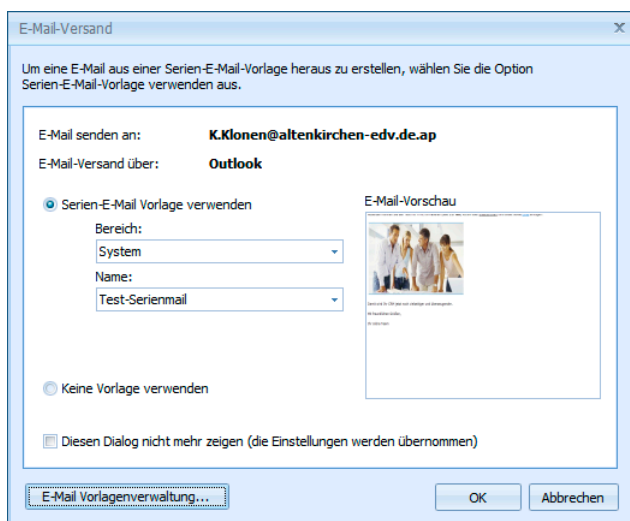 E-Mail-Versand
Um eine E-Mail aus einer Serien-E-Mail-Vorlage heraus zu erstellen, wählen Sie die Option
Serien-E-Mail-Vorlage verwenden aus.
E-Mail senden an: K.Klonen@altenkirchen-edv.de.ap
E-Mail-Versand über: Outlook
Serien-E-Mail Vorlage verwenden
E-Mail-Vorschau
Bereich:
System
Name:
Test-Serienmail
Keine Vorlage verwenden
Diesen Dialog nicht mehr zeigen (die Einstellungen werden übernommen)
E-Mail Vorlagenverwaltung...
OK
Abbrechen